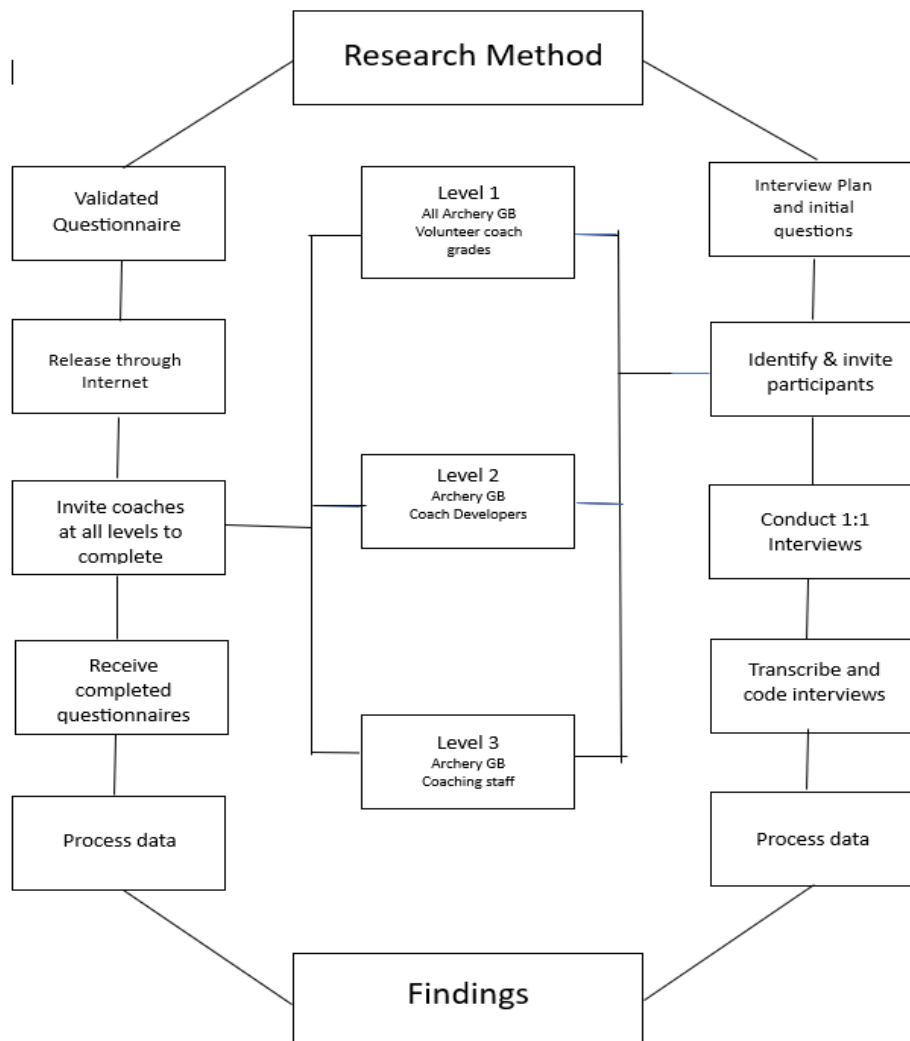 Research Method
Validated
Questionnaire
Release through
Internet
Invite coaches
at all levels to
complete
Receive
completed
questionnaires
Process data
Level 1
All Archery GB
Volunteer coach
grades
Level 2
Archery GB
Coach Developers
Level 3
Archery GB
Coaching staff
Interview Plan
and initial
questions
Identify & invite
participants
Conduct 1:1
Interviews
Transcribe and
code interviews
Process data
Findings